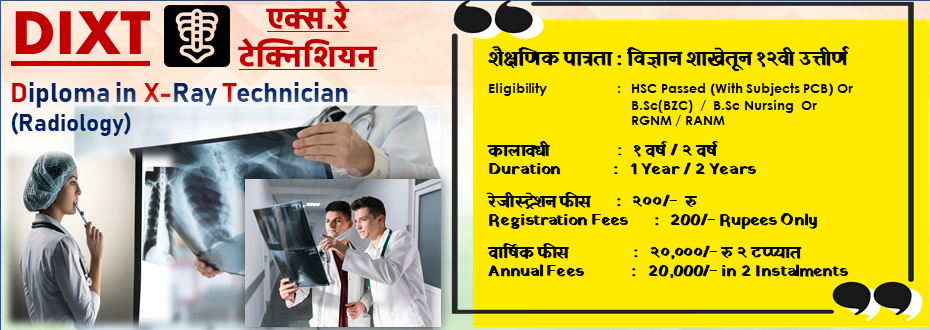 DIXT
एक्स.रे
टेक्निशियन
Diploma in X-Ray Technician
(Radiology)
शैक्षणिक पात्रता : विज्ञान शाखेतून १२वी उत्तीर्ण
Eligibility : HSC Passed (With Subjects PCB) Or
B.Sc(BZC) / B.Sc Nursing Or
RGNM / RANM
कालावधी : १ वर्ष / २ वर्ष
Duration : 1 Year / 2 Years
रेजीस्ट्रेशन फीस : २००/- रु
Registration Fees : 200/- Rupees Only
वार्षिक फीस : २०,०००/- रु २ टप्प्यात
Annual Fees : 20,000/- in 2 Instalments